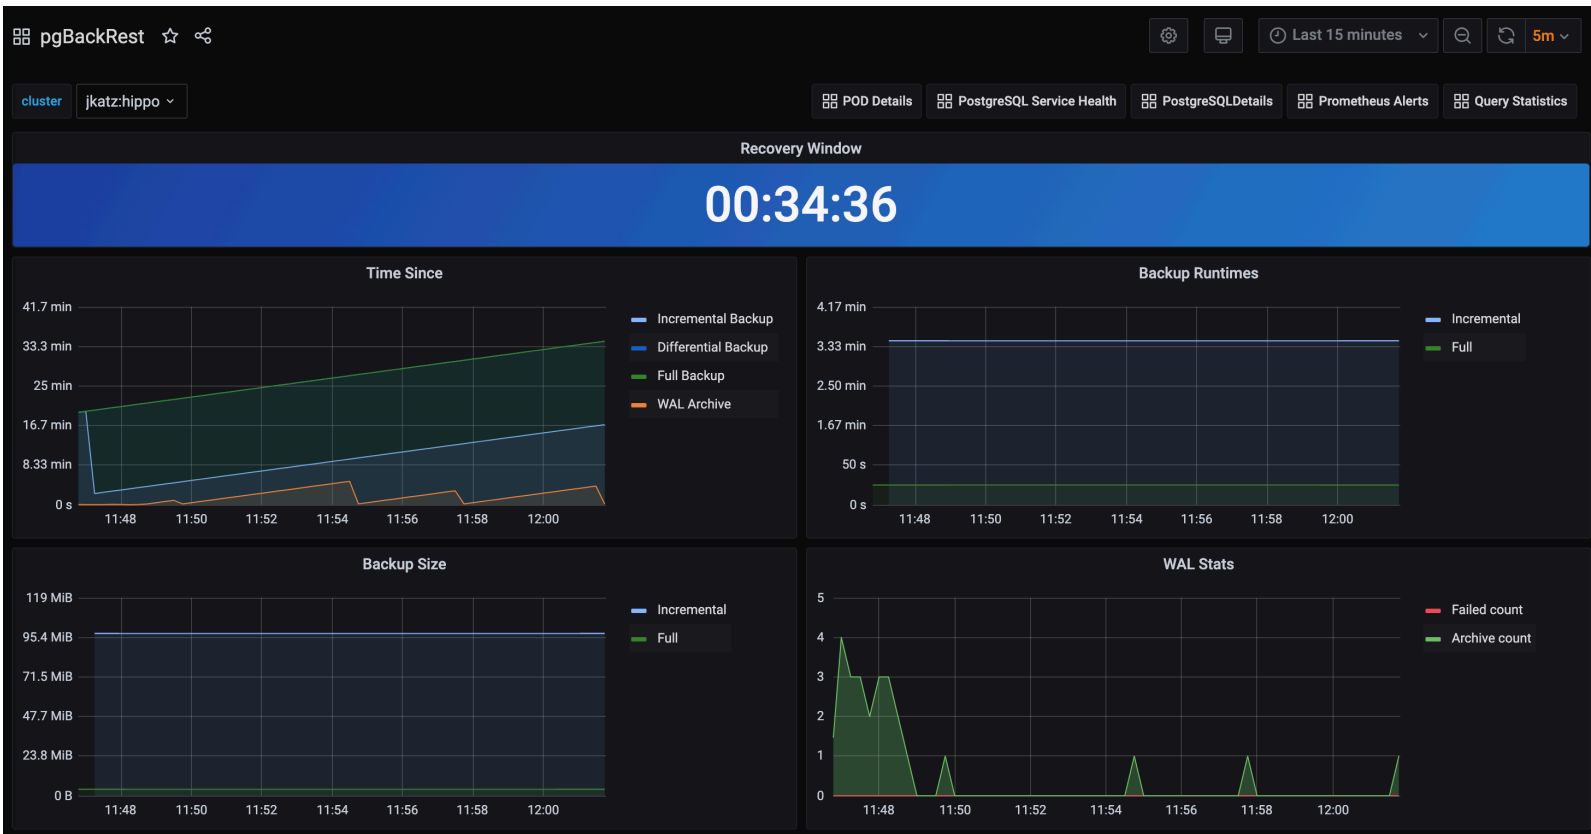 pgBackRest
Last 15 minutes
5m
cluster
jkatz:hippo
POD Details
PostgreSQL Service Health
PostgreSQLDetails
Prometheus Alerts
Query Statistics
Recovery Window
00:34:36
Time Since
41.7 min
33.3 min
25 min
16.7 min
8.33 min
0 s
11:48 11:50 11:52 11:54 11:56 11:58 12:00
Incremental Backup
Differential Backup
Full Backup
WAL Archive
Backup Runtimes
4.17 min
3.33 min
2.50 min
1.67 min
50 s
0 s
11:48 11:50 11:52 11:54 11:56 11:58 12:00
Incremental
Full
Backup Size
119 MiB
95.4 MiB
71.5 MiB
47.7 MiB
23.8 MiB
0 B
11:48 11:50 11:52 11:54 11:56 11:58 12:00
Incremental
Full
WAL Stats
5
4
3
2
1
0
11:48 11:50 11:52 11:54 11:56 11:58 12:00
Failed count
Archive count